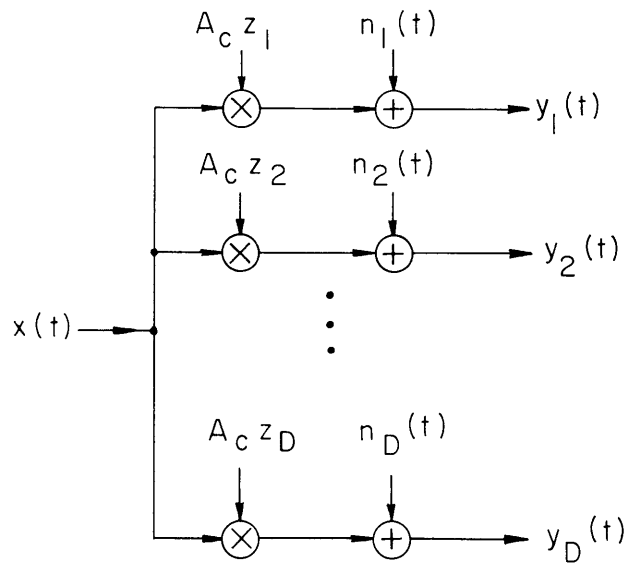 A_c z_1 n_1(t)
y_1(t)
A_c z_2 n_2(t)
y_2(t)
x(t)
A_c z_D n_D(t)
y_D(t)